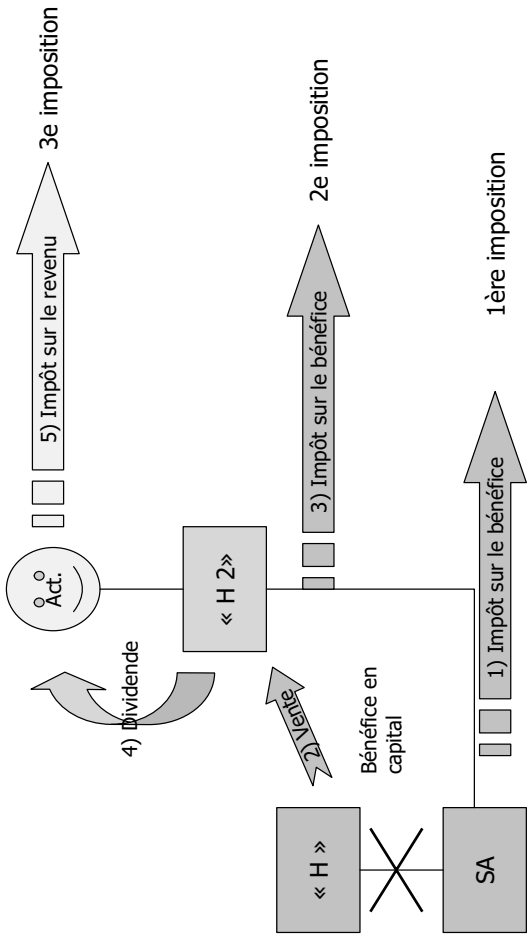 5) Impôt sur le revenu
3e imposition
Act.
4) Dividende
« H 2»
3) Impôt sur le bénéfice
2e imposition
2) Vente
Bénéfice en
capital
« H »
SA
1) Impôt sur le bénéfice
1ère imposition